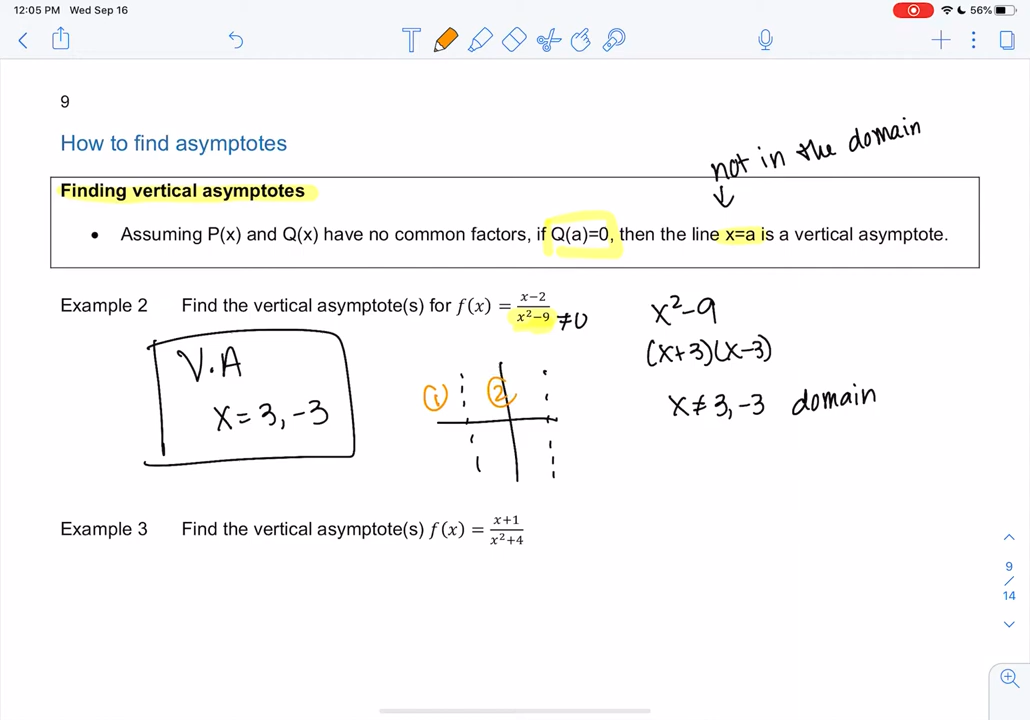 12:05 PM Wed Sep 16
56%
9
How to find asymptotes
not in the domain
Finding vertical asymptotes
• Assuming P(x) and Q(x) have no common factors, if Q(a)=0, then the line x=a is a vertical asymptote.
Example 2 Find the vertical asymptote(s) for f(x) = x−2 / x²−9 ≠0
x²−9
(x+3)(x−3)
x ≠ 3, −3 domain
V.A
x = 3, −3
1 2
Example 3 Find the vertical asymptote(s) f(x) = x+1 / x²+4
9
/
14